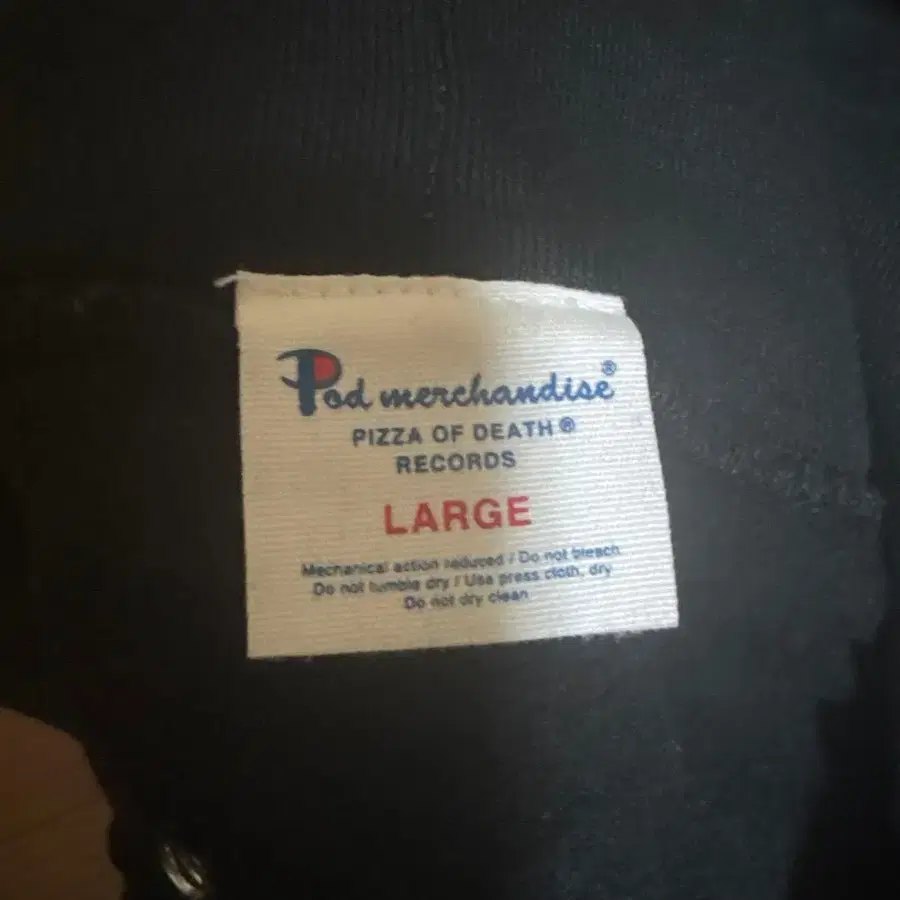 Pod merchandise®
PIZZA OF DEATH®
RECORDS
LARGE
Mechanical action reduced / Do not bleach
Do not tumble dry / Use press cloth, dry
Do not dry clean